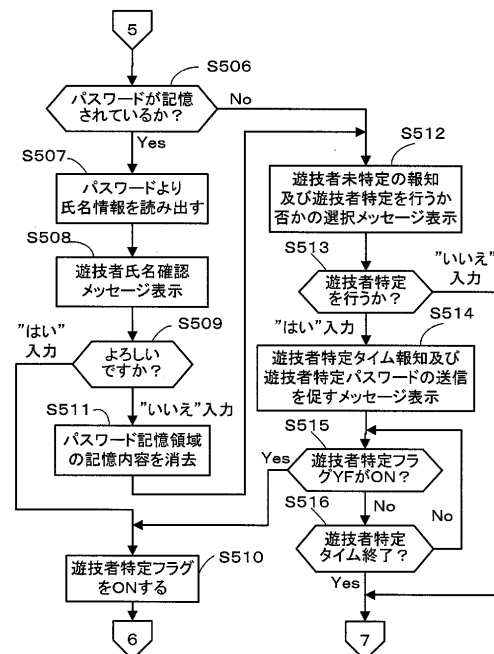 5
S506
パスワードが記憶
されているか？
No
Yes
S507
パスワードより
氏名情報を読み出す
S508
遊技者氏名確認
メッセージ表示
S509
”はい”
入力
よろしい
ですか？
S511
”いいえ”入力
パスワード記憶領域
の記憶内容を消去
S510
遊技者特定フラグ
をONする
6
S512
遊技者未特定の報知
及び遊技者特定を行うか
否かの選択メッセージ表示
S513
”いいえ”
入力
遊技者特定
を行うか？
”はい”入力
S514
遊技者特定タイム報知及び
遊技者特定パスワードの送信
を促すメッセージ表示
S515
Yes
遊技者特定フラ
グYFがON？
No
S516
No
遊技者特定
タイム終了？
Yes
7